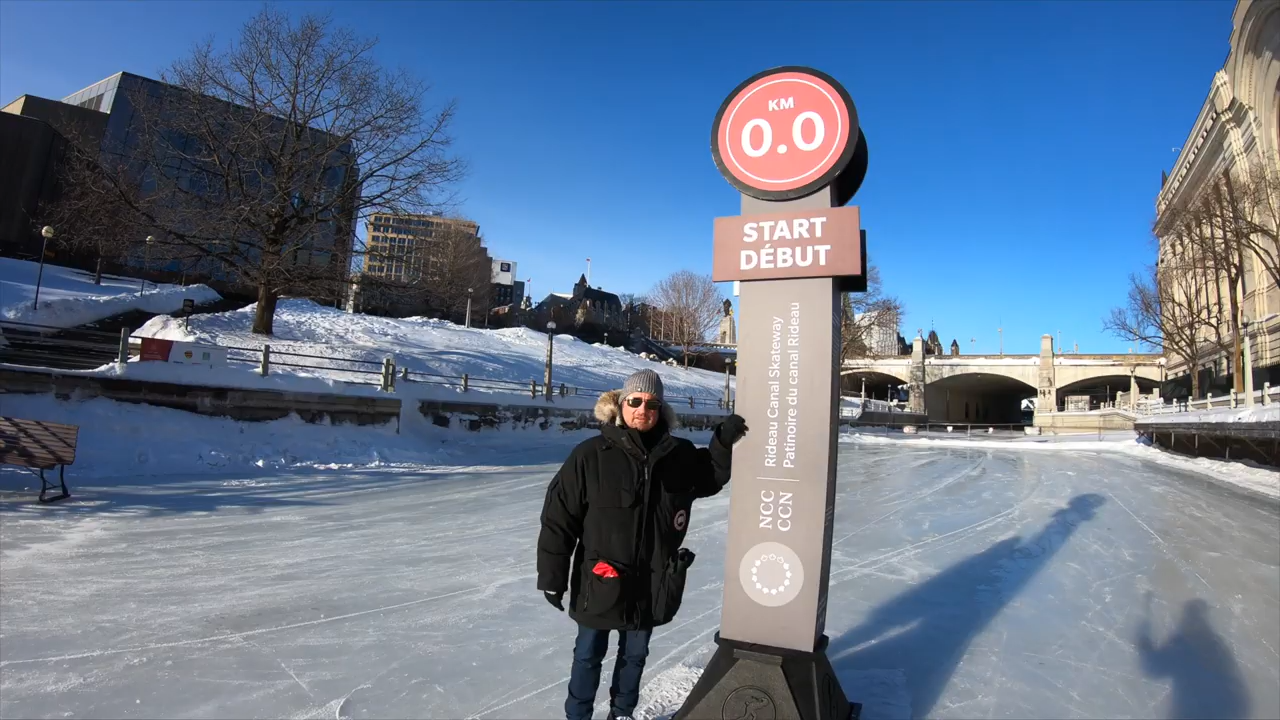 KM
0.0
START
DÉBUT
Rideau Canal Skateway
Patinoire du canal Rideau
NCC
CCN